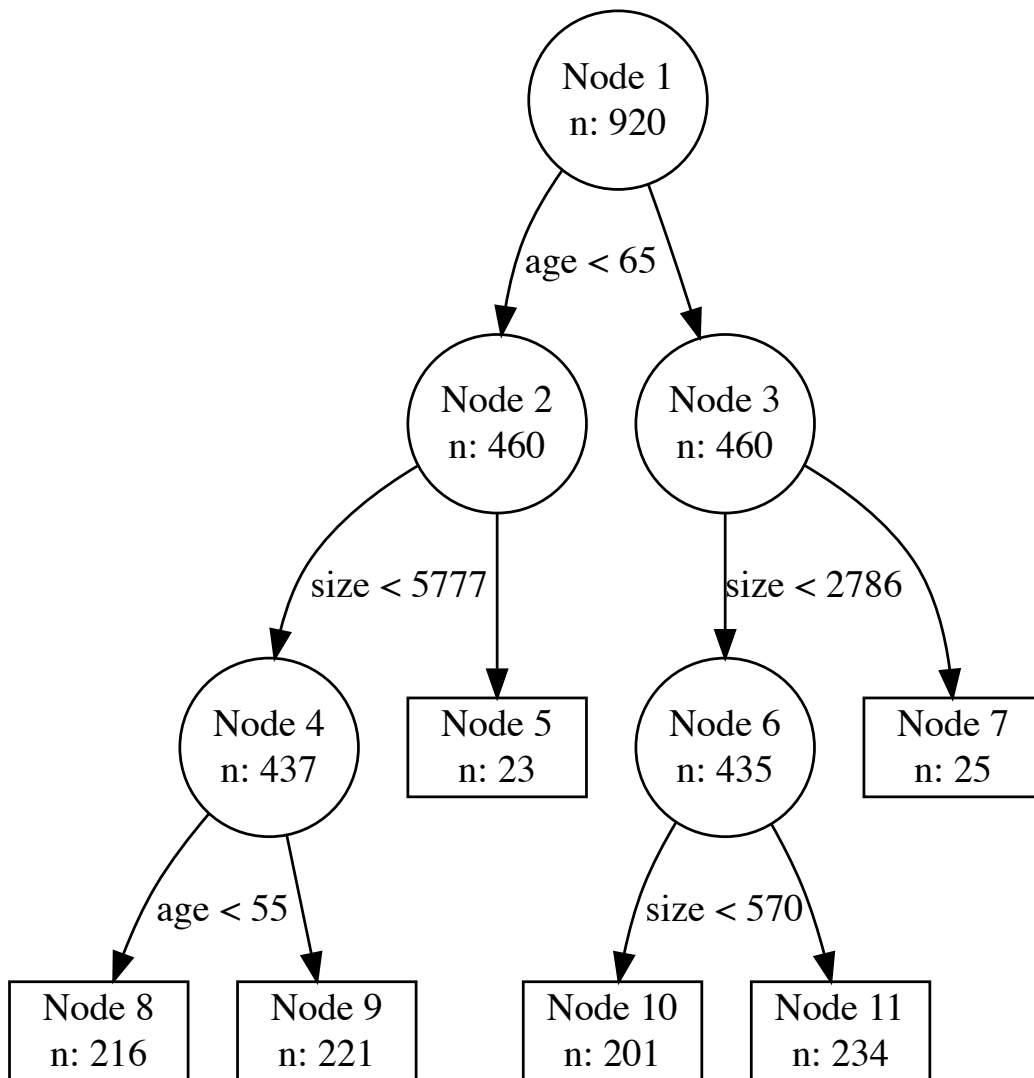 Node 1
n: 920
age < 65
Node 2
n: 460
Node 3
n: 460
size < 5777
size < 2786
Node 4
n: 437
Node 5
n: 23
Node 6
n: 435
Node 7
n: 25
age < 55
size < 570
Node 8
n: 216
Node 9
n: 221
Node 10
n: 201
Node 11
n: 234